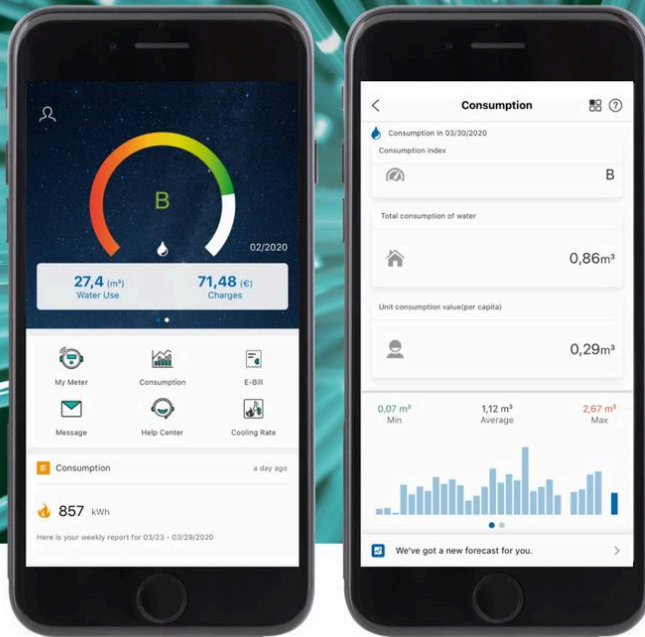 B
02/2020
27,4 (m³)
Water Use
71,48 (€)
Charges
My Meter
Consumption
E-Bill
Message
Help Center
Cooling Rate
Consumption
a day ago
857 kWh
Here is your weekly report for 03/23 - 03/29/2020
Consumption
Consumption in 03/30/2020
Consumption index
B
Total consumption of water
0,86m³
Unit consumption value(per capita)
0,29m³
0,07 m³
Min
1,12 m³
Average
2,67 m³
Max
We've got a new forecast for you.